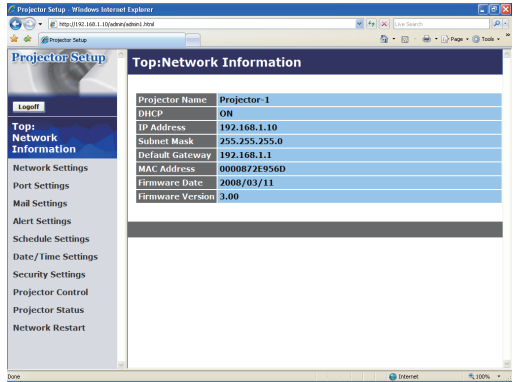 Projector Setup - Windows Internet Explorer
http://192.168.1.10/admin/admin1.html
Live Search
Projector Setup
Page
Tools
Projector Setup
Logoff
Top:
Network
Information
Network Settings
Port Settings
Mail Settings
Alert Settings
Schedule Settings
Date/Time Settings
Security Settings
Projector Control
Projector Status
Network Restart
Top:Network Information
Projector Name Projector-1
DHCP ON
IP Address 192.168.1.10
Subnet Mask 255.255.255.0
Default Gateway 192.168.1.1
MAC Address 0000872E956D
Firmware Date 2008/03/11
Firmware Version 3.00
Done
Internet
100%